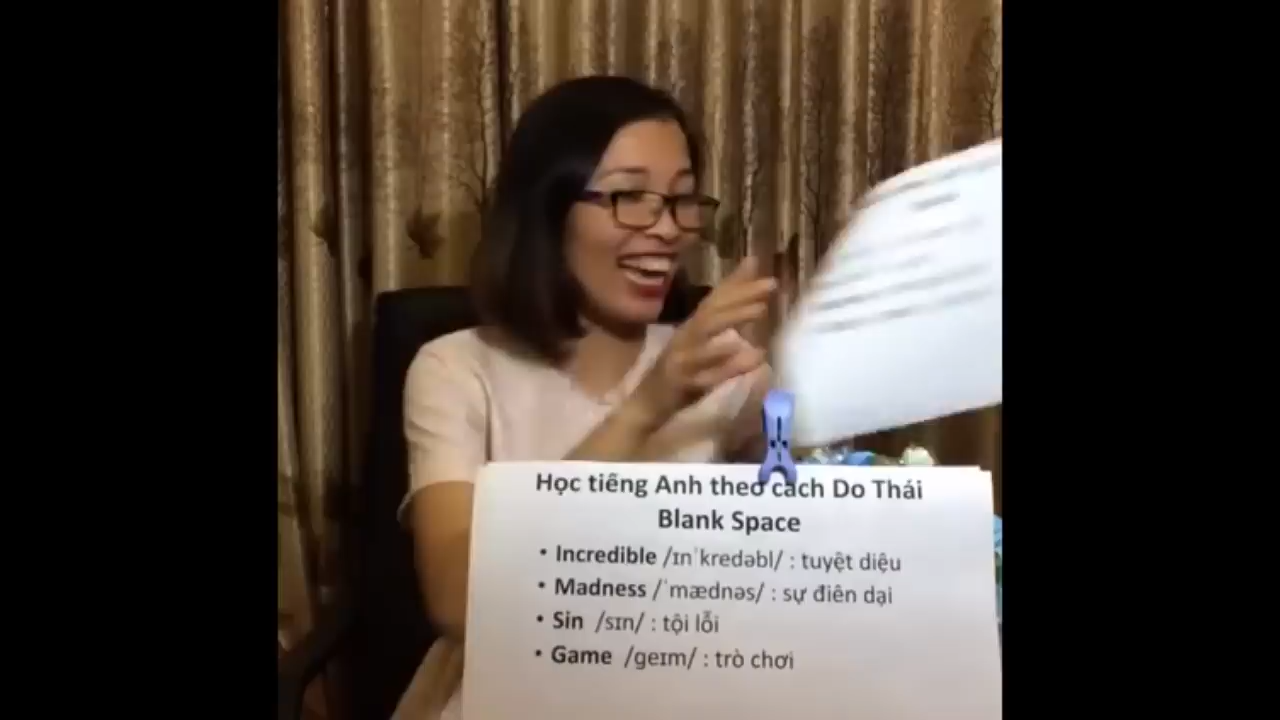 Học tiếng Anh theo cách Do Thái
Blank Space
• Incredible /ɪnˈkredəbl/ : tuyệt diệu
• Madness /ˈmædnəs/ : sự điên dại
• Sin /sɪn/ : tội lỗi
• Game /geɪm/ : trò chơi